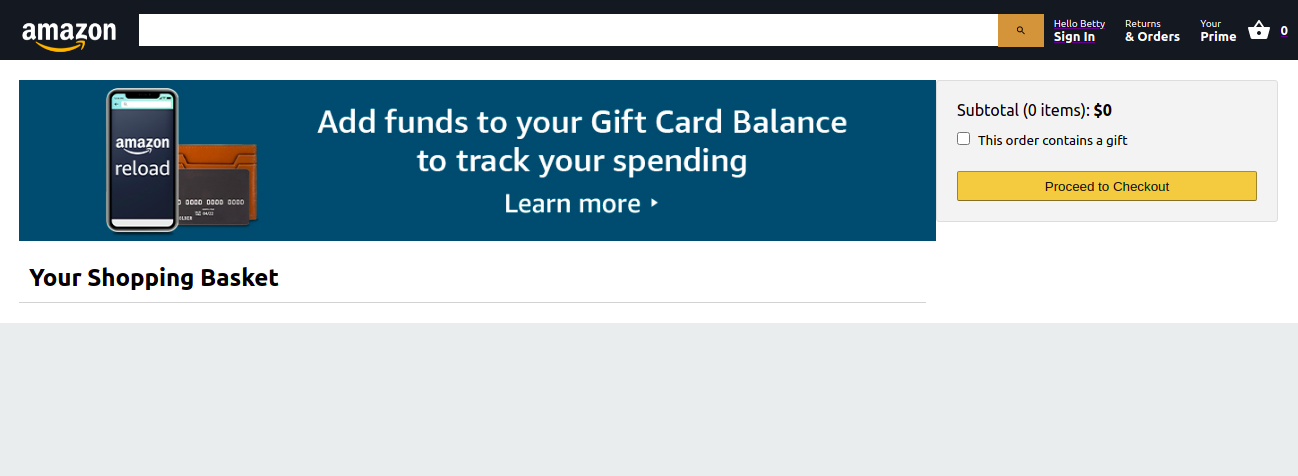 amazon
Hello Betty
Sign In
Returns
& Orders
Your
Prime
0
amazon
reload
Add funds to your Gift Card Balance
to track your spending
Learn more
Subtotal (0 items): $0
This order contains a gift
Proceed to Checkout
Your Shopping Basket